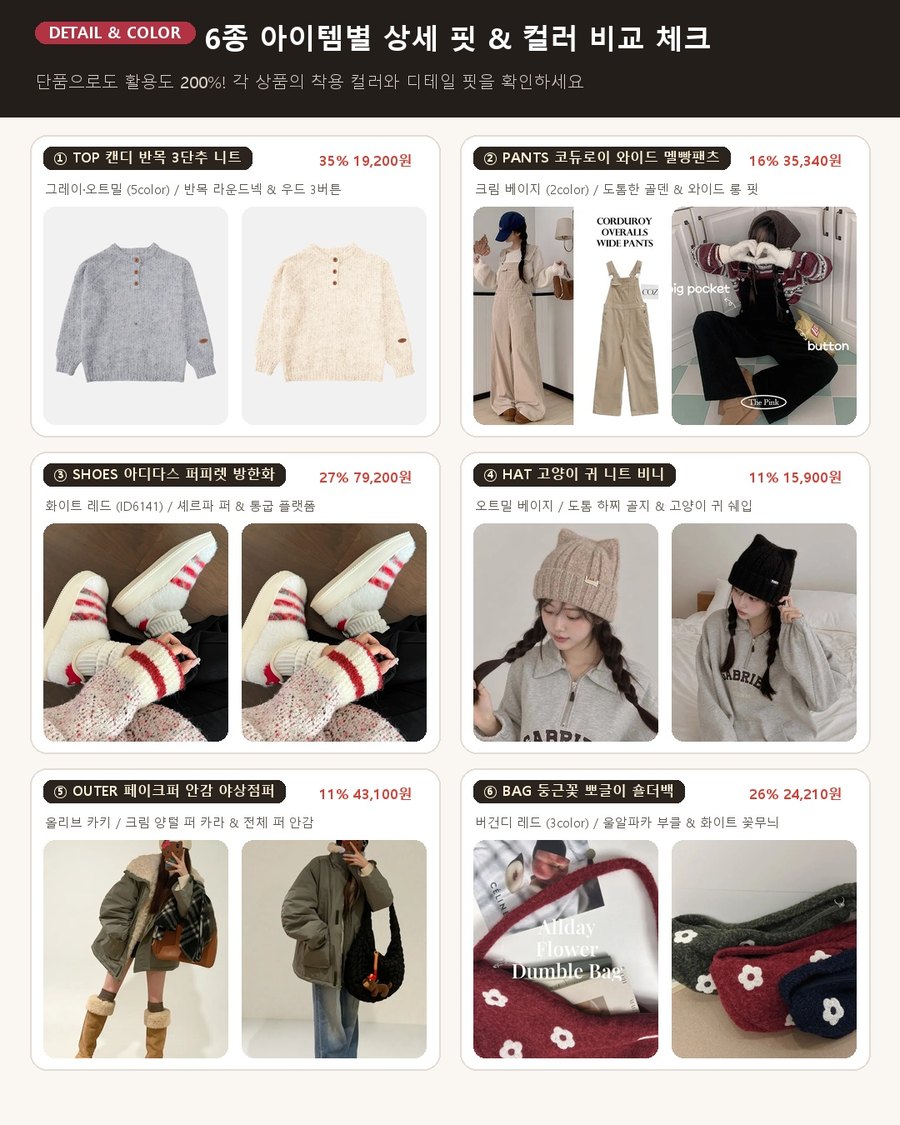 DETAIL & COLOR 6종 아이템별 상세 핏 & 컬러 비교 체크
단품으로도 활용도 200%! 각 상품의 착용 컬러와 디테일 핏을 확인하세요
① TOP 캔디 반목 3단추 니트 35% 19,200원
그레이·오트밀 (5color) / 반목 라운드넥 & 우드 3버튼
② PANTS 코듀로이 와이드 멜빵팬츠 16% 35,340원
크림 베이지 (2color) / 도톰한 골덴 & 와이드 롱 핏
CORDUROY
OVERALLS
WIDE PANTS
COZ
big pocket
button
The Pink
③ SHOES 아디다스 퍼피렛 방한화 27% 79,200원
화이트 레드 (ID6141) / 셰르파 퍼 & 통굽 플랫폼
④ HAT 고양이 귀 니트 비니 11% 15,900원
오트밀 베이지 / 도톰 하찌 골지 & 고양이 귀 쉐입
GABRIE
GABRIE
⑤ OUTER 페이크퍼 안감 야상점퍼 11% 43,100원
올리브 카키 / 크림 양털 퍼 카라 & 전체 퍼 안감
⑥ BAG 둥근꽃 뽀글이 숄더백 26% 24,210원
버건디 레드 (3color) / 울알파카 부클 & 화이트 꽃무늬
CELINE
Allday
Flower
Dumble Bag